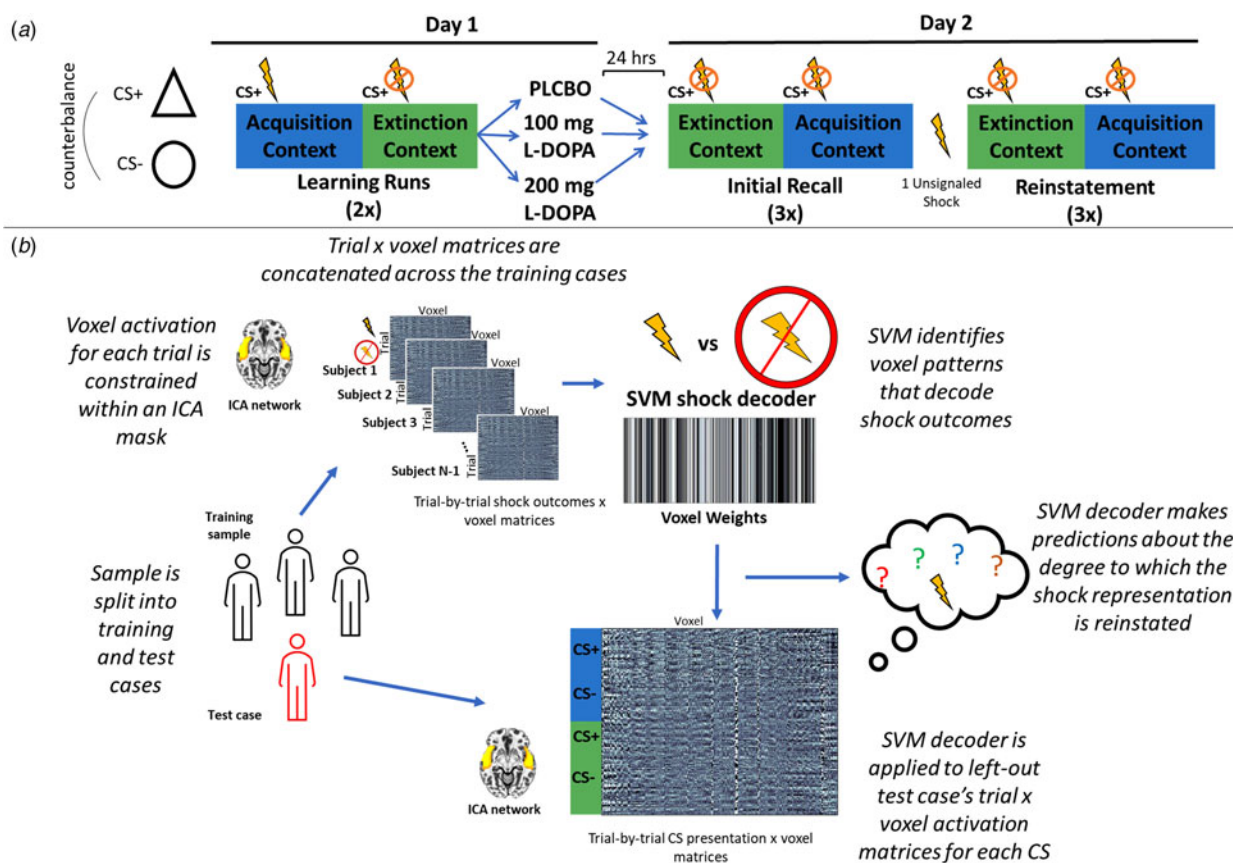 (a)
Day 1
Day 2
24 hrs
counterbalance
CS+
CS-
CS+
CS+
Acquisition
Context
Extinction
Context
Learning Runs
(2x)
PLCBO
100 mg
L-DOPA
200 mg
L-DOPA
CS+
CS+
Extinction
Context
Acquisition
Context
Initial Recall
(3x)
1 Unsignaled
Shock
CS+
CS+
Extinction
Context
Acquisition
Context
Reinstatement
(3x)
(b)
Trial x voxel matrices are
concatenated across the training cases
Voxel activation
for each trial is
constrained
within an ICA
mask
ICA network
Voxel
Trial
Subject 1
Voxel
Trial
Subject 2
Voxel
Trial
Subject 3
Voxel
Trial
Subject N-1
Trial-by-trial shock outcomes x
voxel matrices
vs
SVM shock decoder
Voxel Weights
SVM identifies
voxel patterns
that decode
shock outcomes
Training
sample
Sample is
split into
training
and test
cases
Test case
ICA network
Voxel
CS+
CS-
CS+
CS-
Trial-by-trial CS presentation x voxel
matrices
? ? ? ?
SVM decoder makes
predictions about the
degree to which the
shock representation
is reinstated
SVM decoder is
applied to left-out
test case's trial x
voxel activation
matrices for each CS